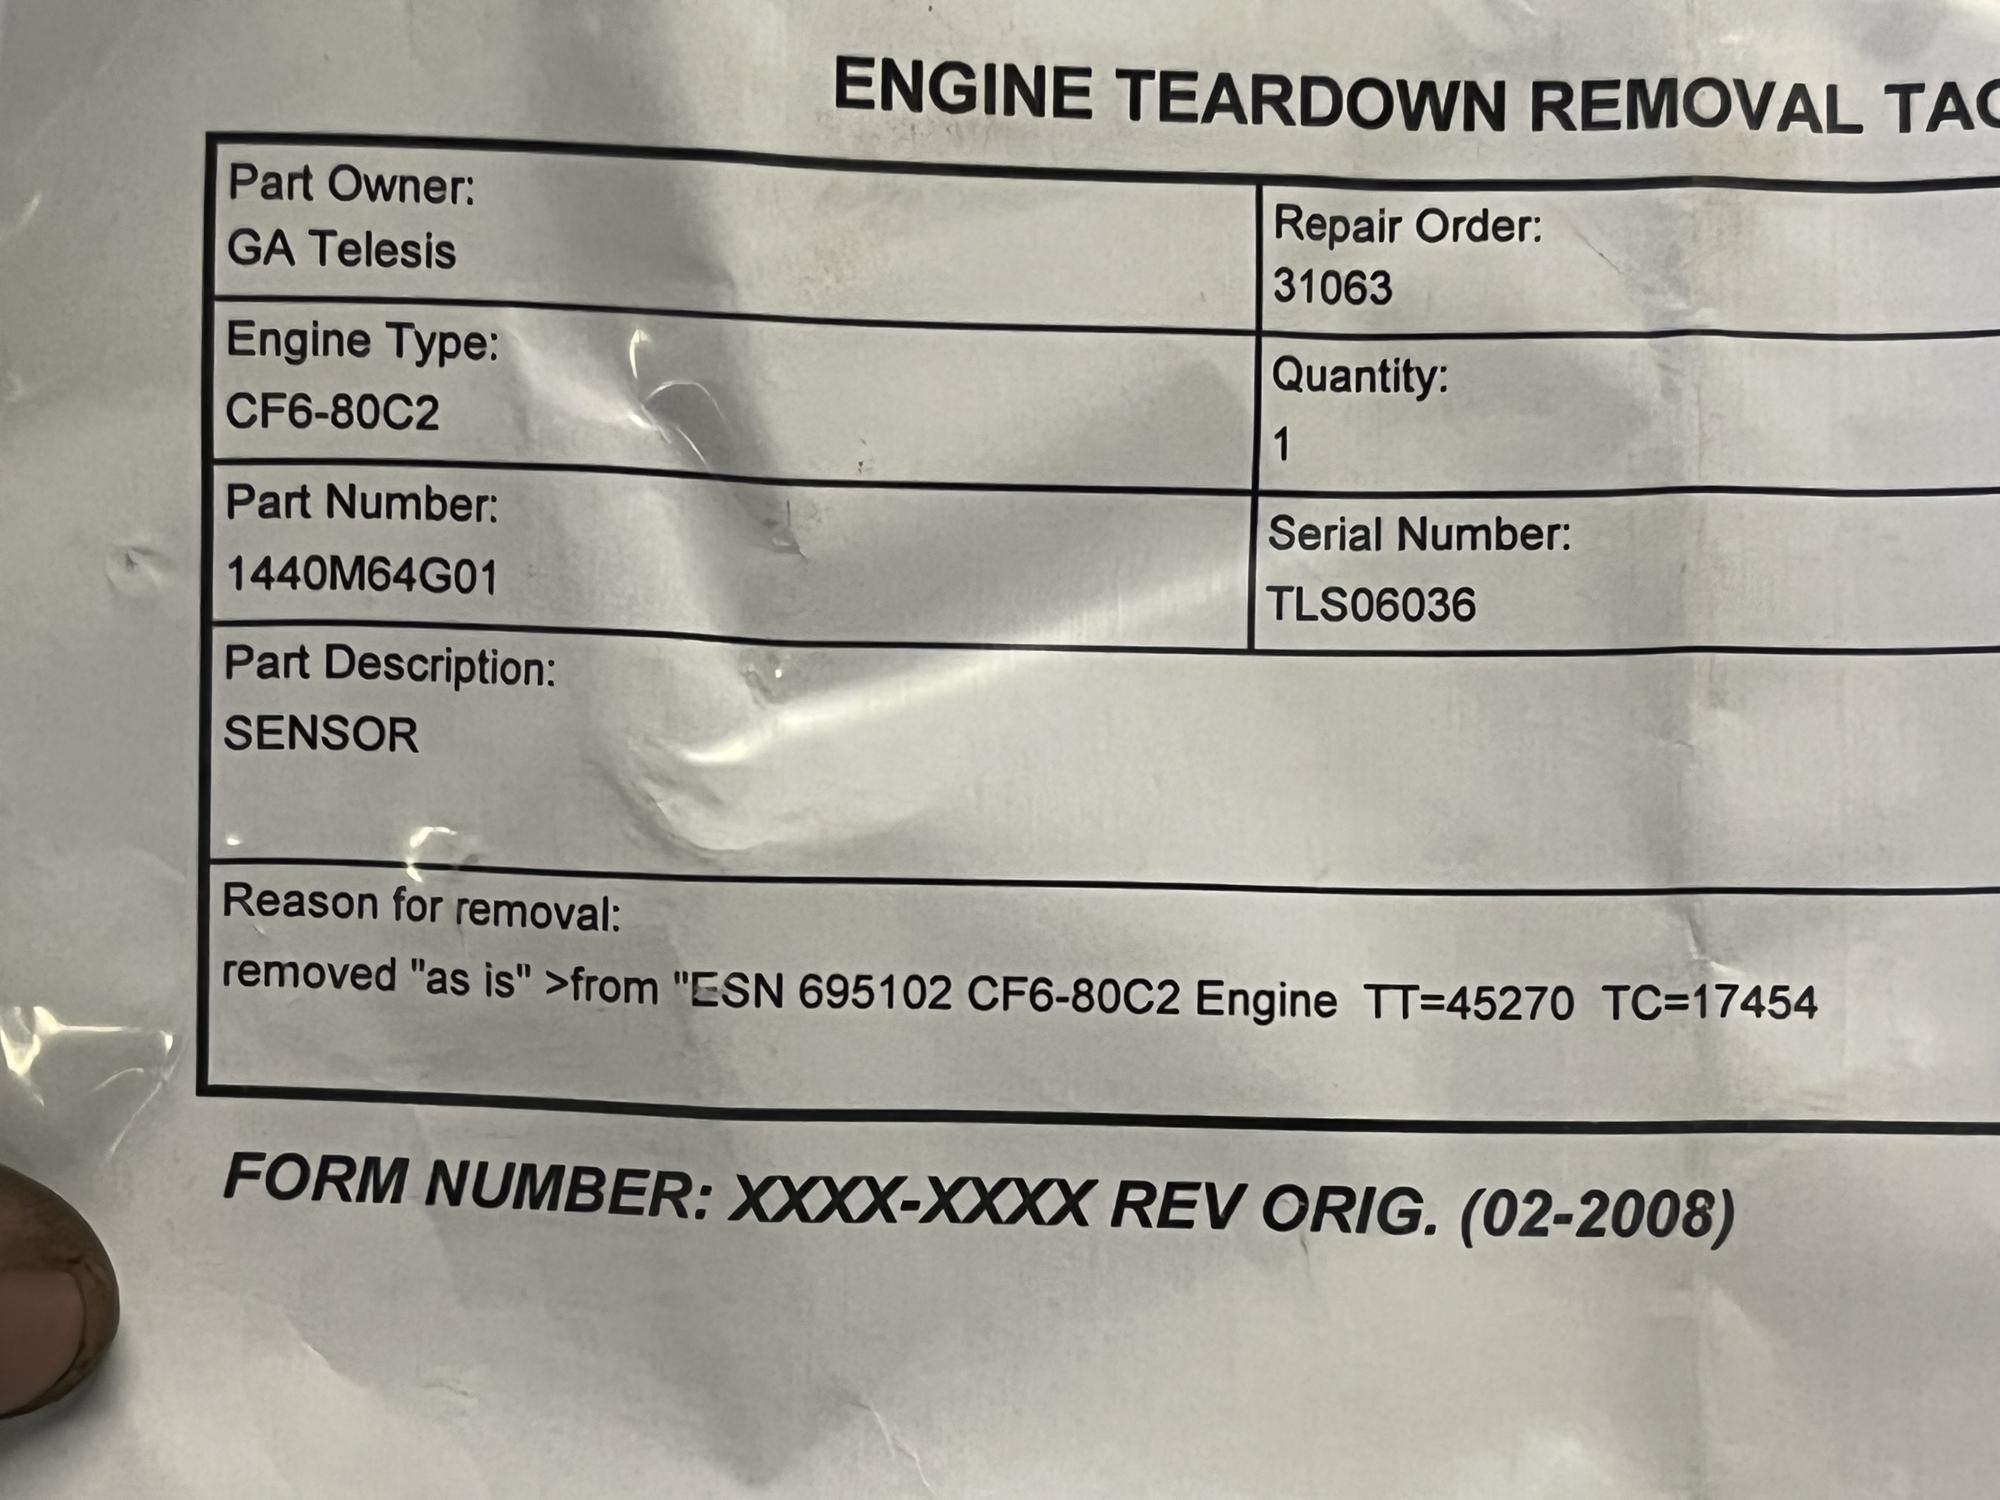 ENGINE TEARDOWN REMOVAL
Part Owner:
GA Telesis
Repair Order:
31063
Engine Type:
CF6-80C2
Quantity:
1
Part Number:
1440M64G01
Serial Number:
TLS06036
Part Description:
SENSOR
Reason for removal:
removed "as is" >from "ESN 695102 CF6-80C2 Engine TT=45270 TC=17454
FORM NUMBER: XXXX-XXXX REV ORIG. (02-2008)